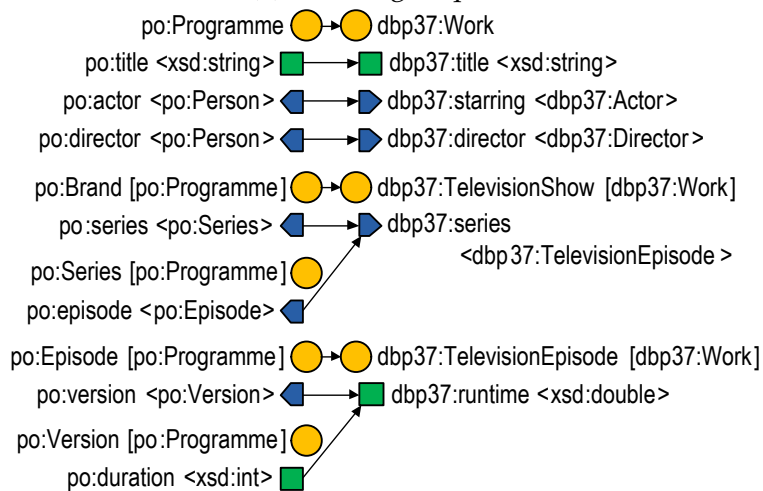 po:Programme dbp37:Work
po:title <xsd:string> dbp37:title <xsd:string>
po:actor <po:Person> dbp37:starring <dbp37:Actor>
po:director <po:Person> dbp37:director <dbp37:Director>
po:Brand [po:Programme] dbp37:TelevisionShow [dbp37:Work]
po:series <po:Series> dbp37:series
<dbp37:TelevisionEpisode >
po:Series [po:Programme]
po:episode <po:Episode>
po:Episode [po:Programme] dbp37:TelevisionEpisode [dbp37:Work]
po:version <po:Version> dbp37:runtime <xsd:double>
po:Version [po:Programme]
po:duration <xsd:int>